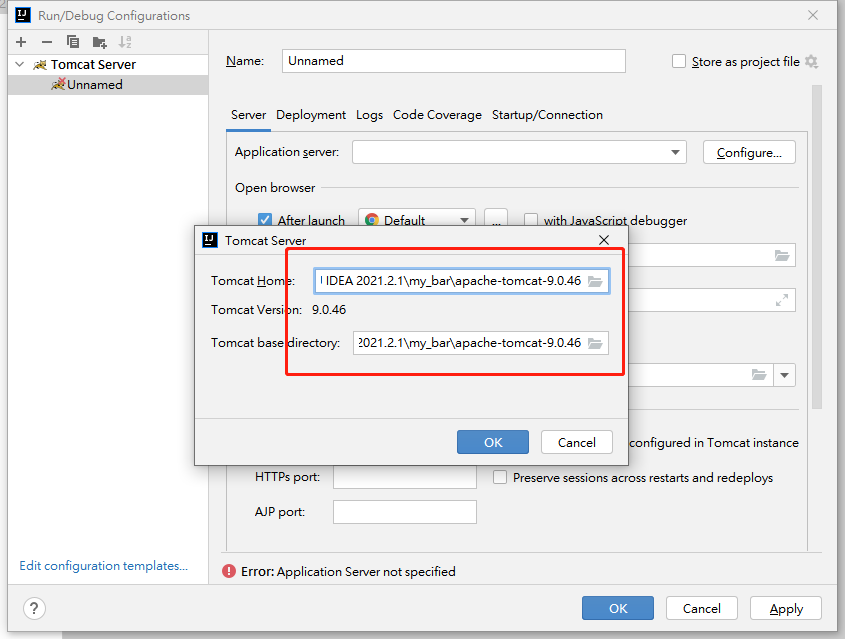 Run/Debug Configurations
Tomcat Server
Unnamed
Name: Unnamed
Store as project file
Server Deployment Logs Code Coverage Startup/Connection
Application server:
Configure...
Open browser
After launch Default ... with JavaScript debugger
Tomcat Server
Tomcat Home: IDEA 2021.2.1\my_bar\apache-tomcat-9.0.46
Tomcat Version: 9.0.46
Tomcat base directory: 2021.2.1\my_bar\apache-tomcat-9.0.46
OK Cancel
configured in Tomcat instance
HTTPs port:
Preserve sessions across restarts and redeploys
AJP port:
Edit configuration templates...
Error: Application Server not specified
? OK Cancel Apply